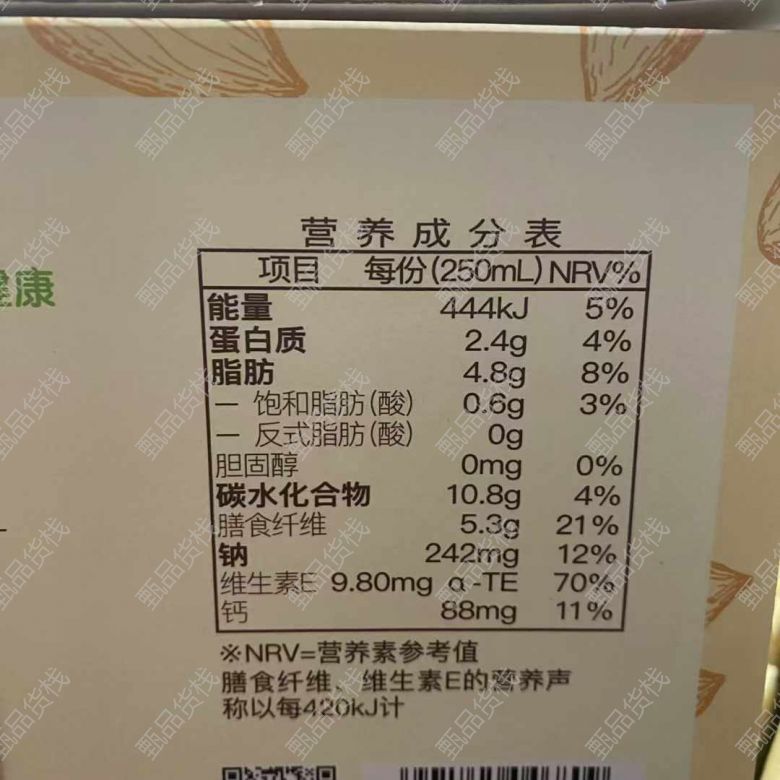 营养成分表
项目 每份(250mL) NRV%
能量 444kJ 5%
蛋白质 2.4g 4%
脂肪 4.8g 8%
— 饱和脂肪(酸) 0.6g 3%
— 反式脂肪(酸) 0g
胆固醇 0mg 0%
碳水化合物 10.8g 4%
膳食纤维 5.3g 21%
钠 242mg 12%
维生素E 9.80mg α-TE 70%
钙 88mg 11%
※NRV=营养素参考值
膳食纤维、维生素E的营养声
称以每420kJ计
康
甄品货栈